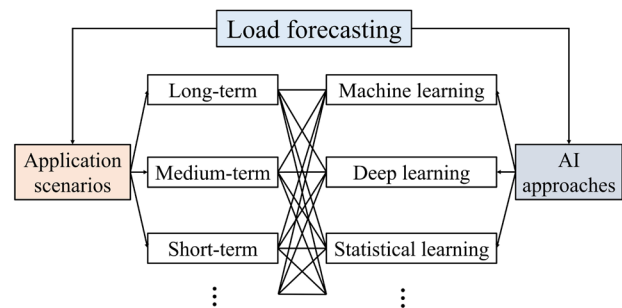 Load forecasting
Long-term
Machine learning
Application
scenarios
Medium-term
Deep learning
AI
approaches
Short-term
Statistical learning
⋮
⋮